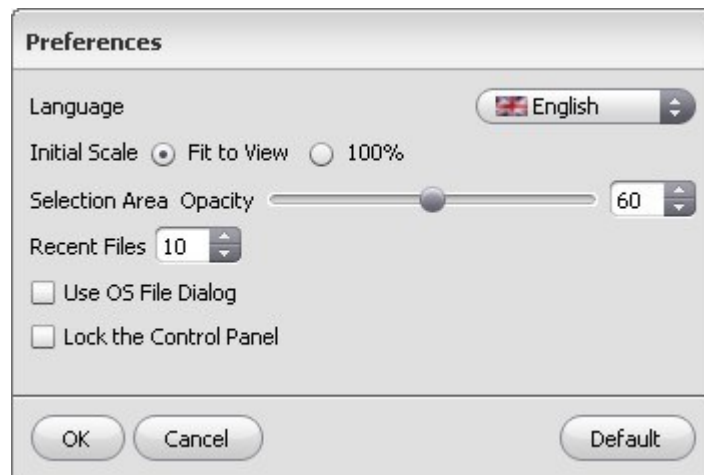 Preferences
Language English
Initial Scale Fit to View 100%
Selection Area Opacity 60
Recent Files 10
Use OS File Dialog
Lock the Control Panel
OK Cancel Default